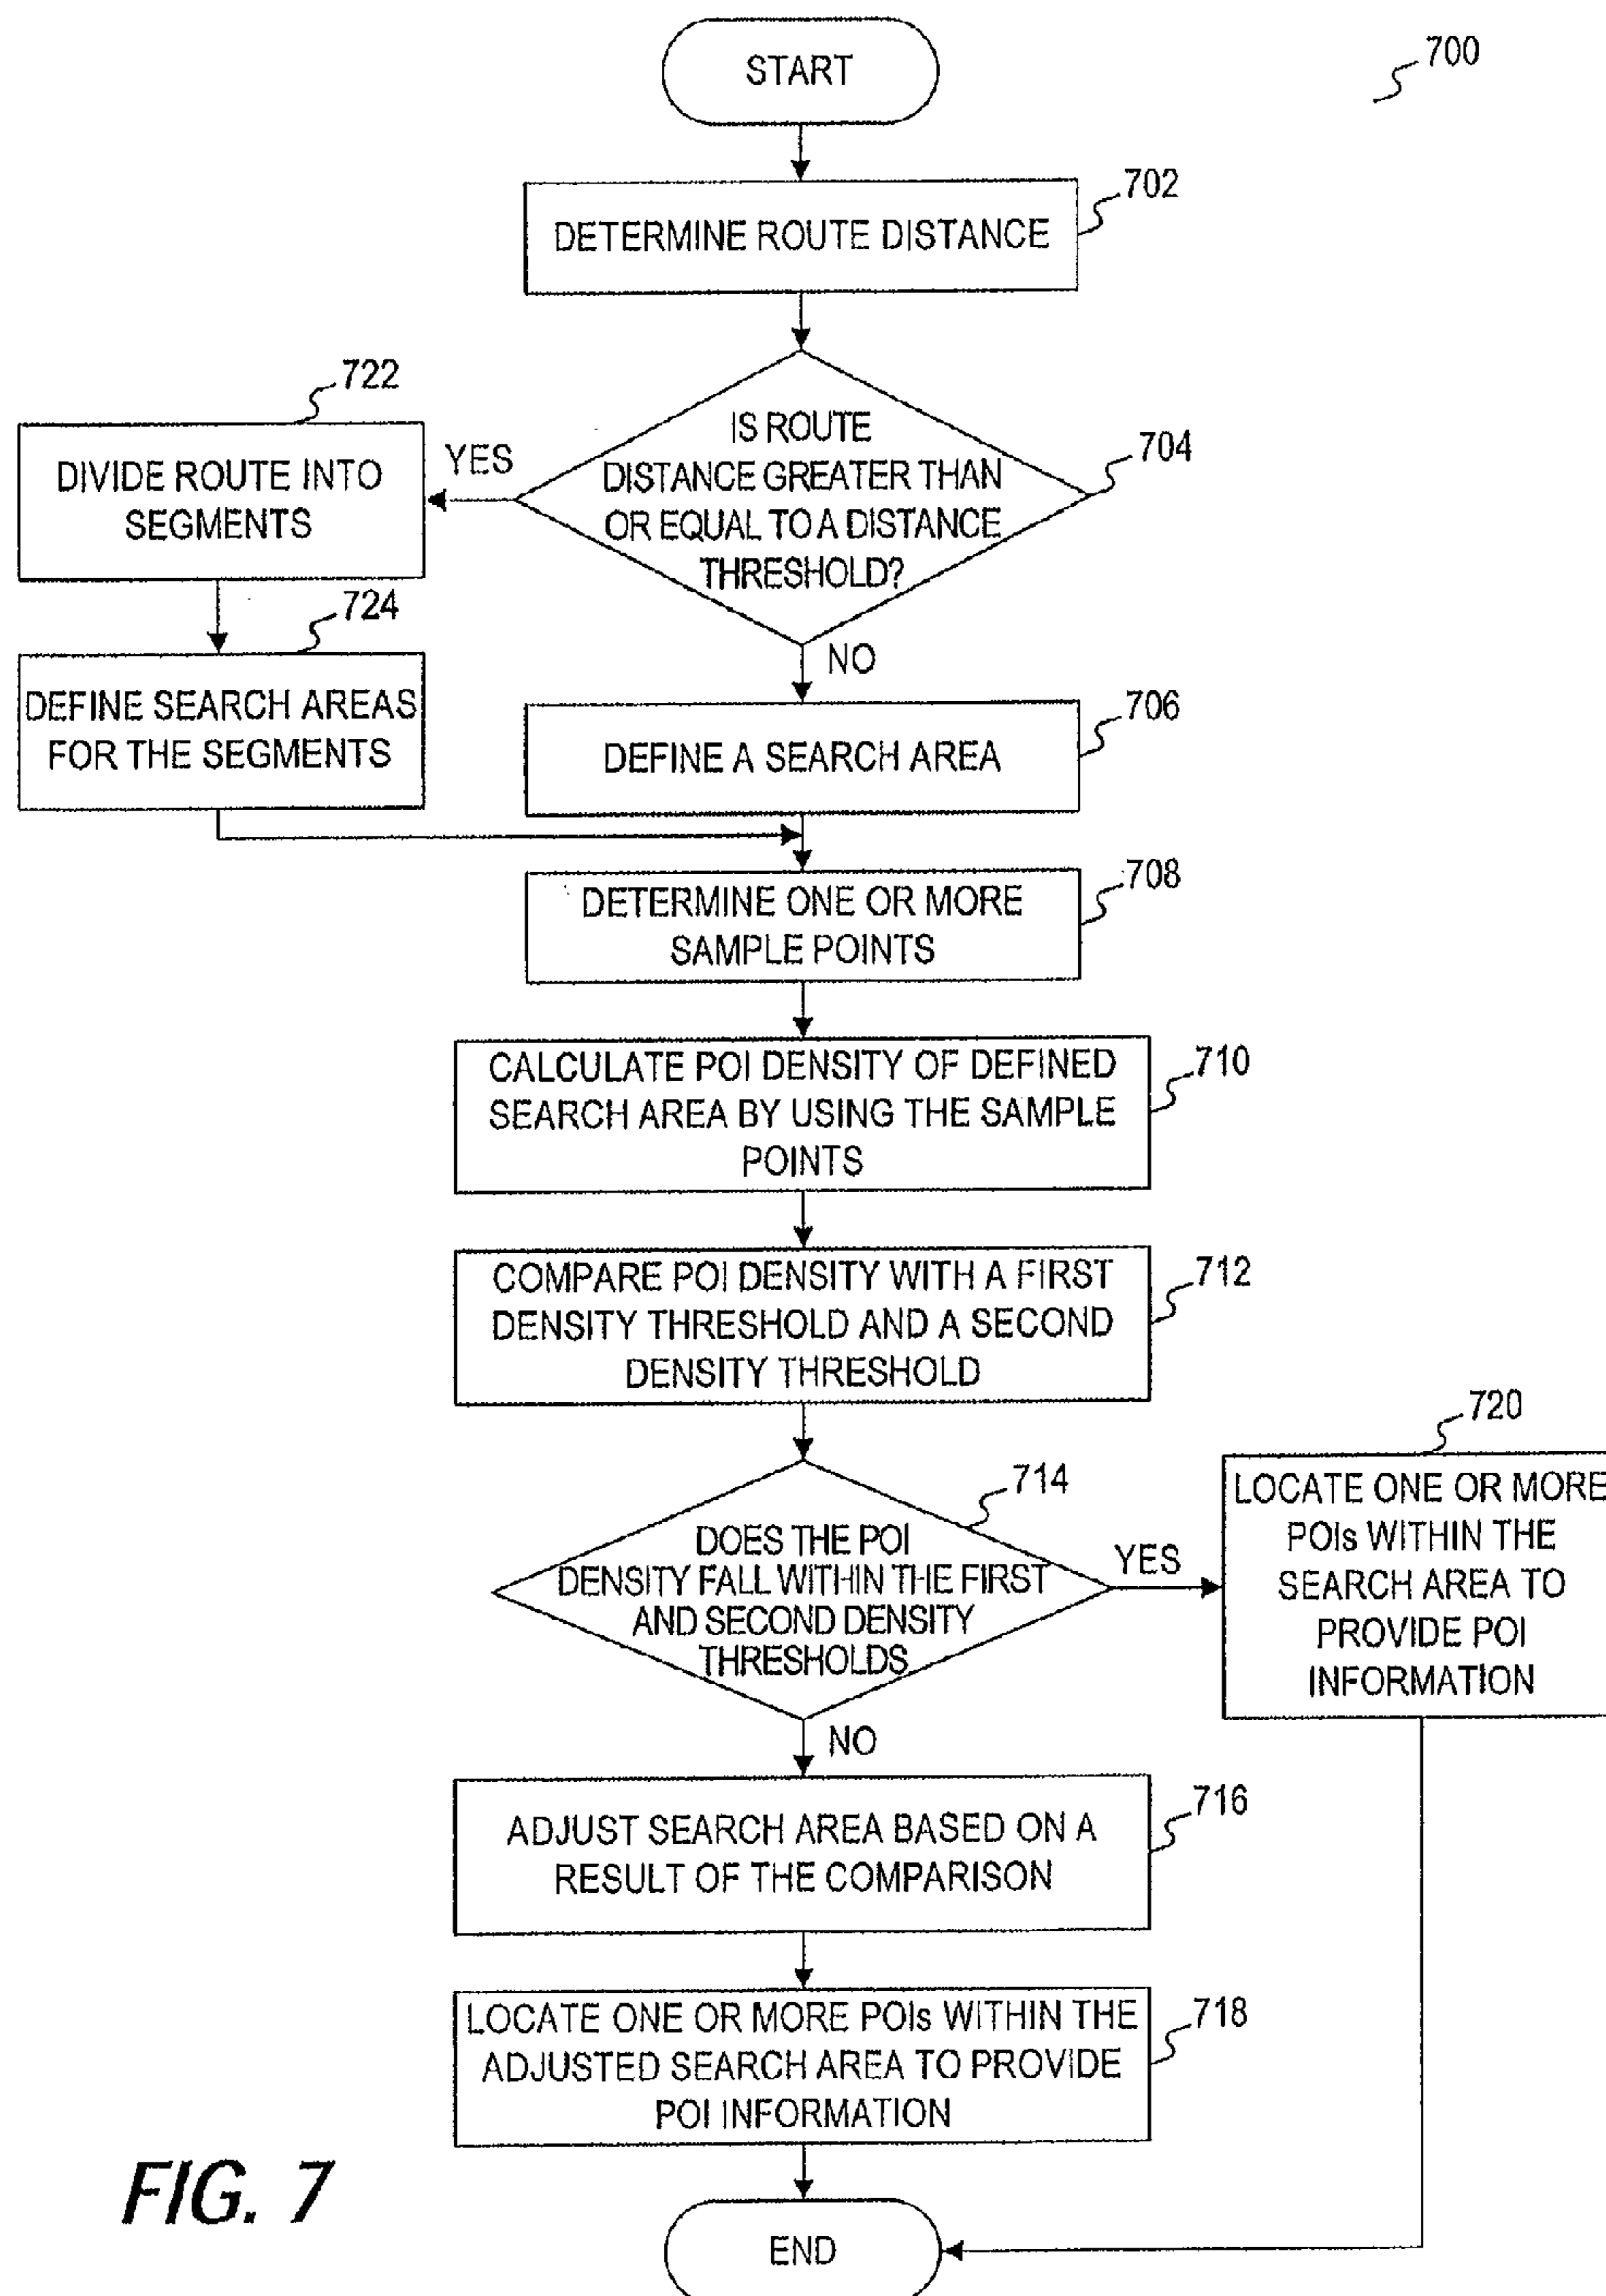 START
700
702
DETERMINE ROUTE DISTANCE
722
DIVIDE ROUTE INTO
SEGMENTS
YES
IS ROUTE
DISTANCE GREATER THAN
OR EQUAL TO A DISTANCE
THRESHOLD?
704
724
DEFINE SEARCH AREAS
FOR THE SEGMENTS
NO
706
DEFINE A SEARCH AREA
708
DETERMINE ONE OR MORE
SAMPLE POINTS
710
CALCULATE POI DENSITY OF DEFINED
SEARCH AREA BY USING THE SAMPLE
POINTS
712
COMPARE POI DENSITY WITH A FIRST
DENSITY THRESHOLD AND A SECOND
DENSITY THRESHOLD
714
DOES THE POI
DENSITY FALL WITHIN THE FIRST
AND SECOND DENSITY
THRESHOLDS
YES
720
LOCATE ONE OR MORE
POIs WITHIN THE
SEARCH AREA TO
PROVIDE POI
INFORMATION
NO
716
ADJUST SEARCH AREA BASED ON A
RESULT OF THE COMPARISON
718
LOCATE ONE OR MORE POIs WITHIN THE
ADJUSTED SEARCH AREA TO PROVIDE
POI INFORMATION
END
FIG. 7